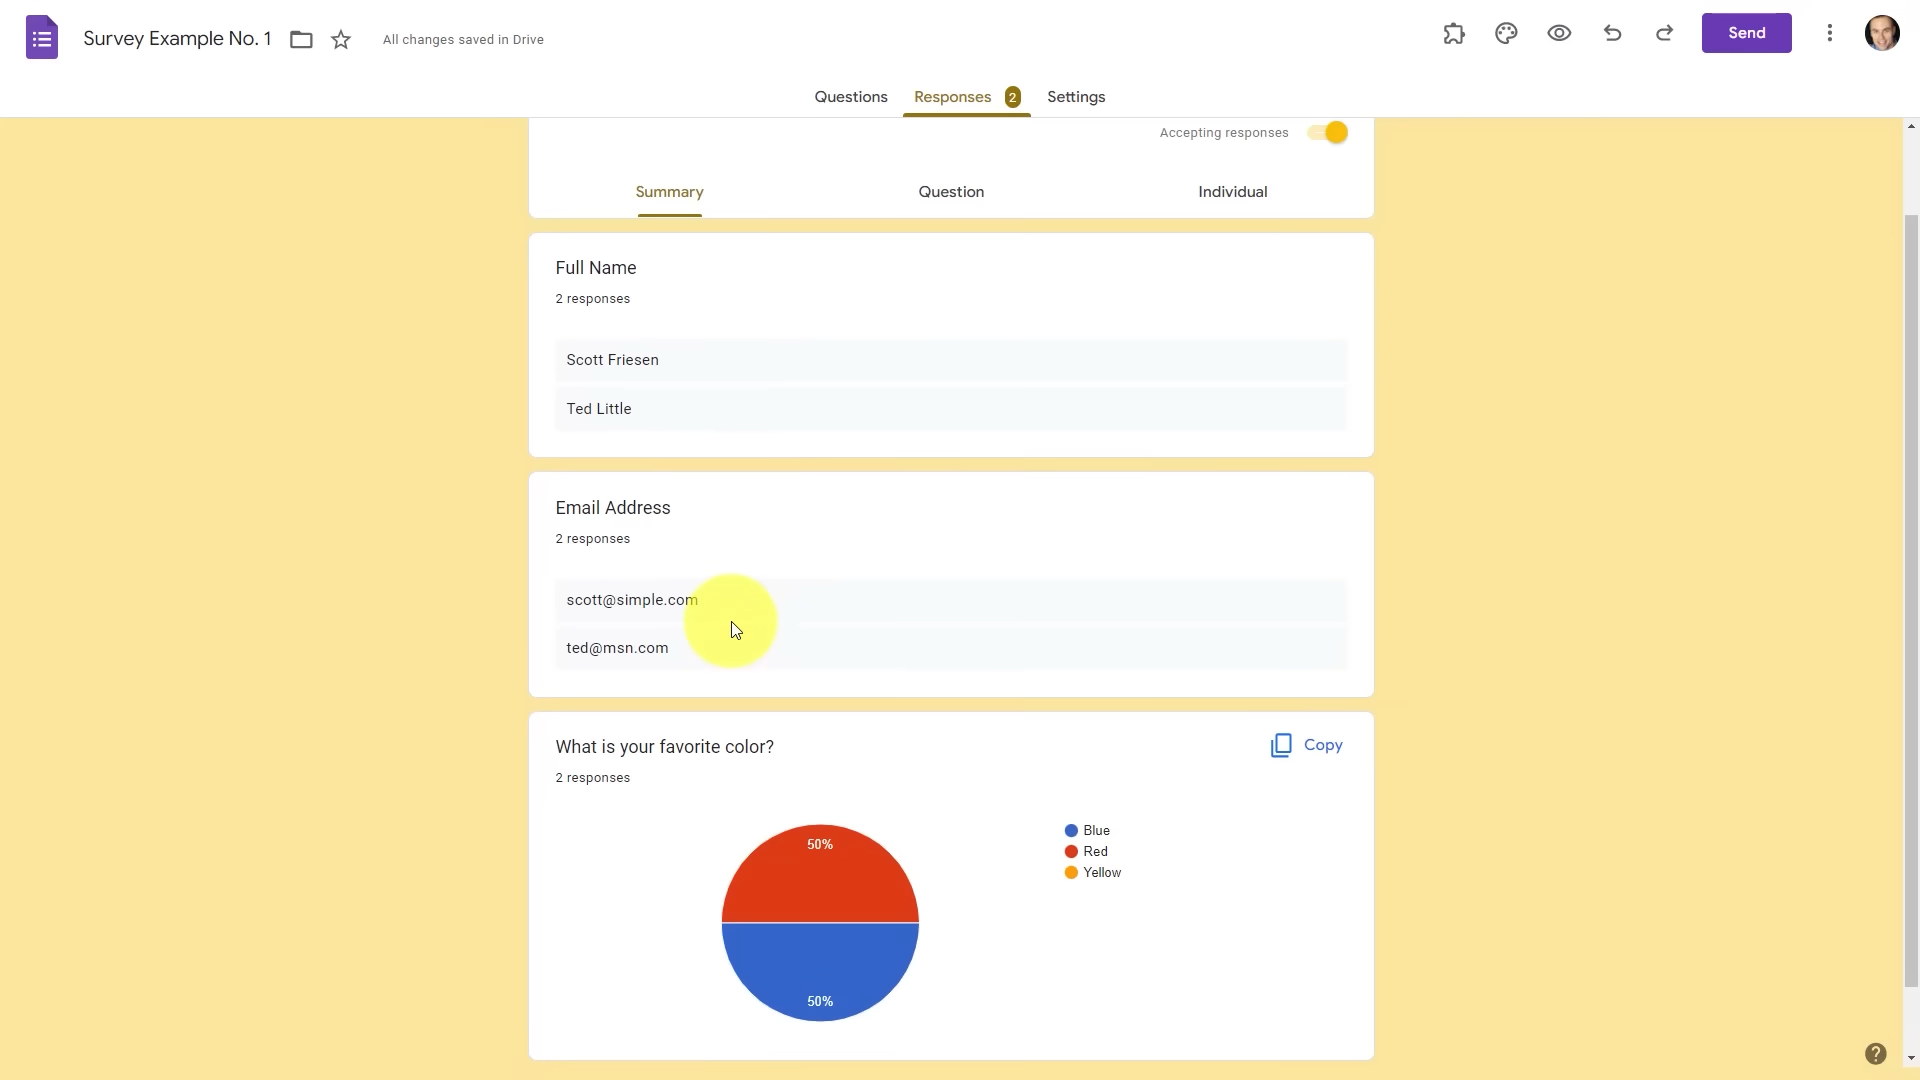 Survey Example No. 1
All changes saved in Drive
Send
Questions
Responses 2
Settings
Accepting responses
Summary
Question
Individual
Full Name
2 responses
Scott Friesen
Ted Little
Email Address
2 responses
scott@simple.com
ted@msn.com
What is your favorite color?
Copy
2 responses
50%
50%
Blue
Red
Yellow
?